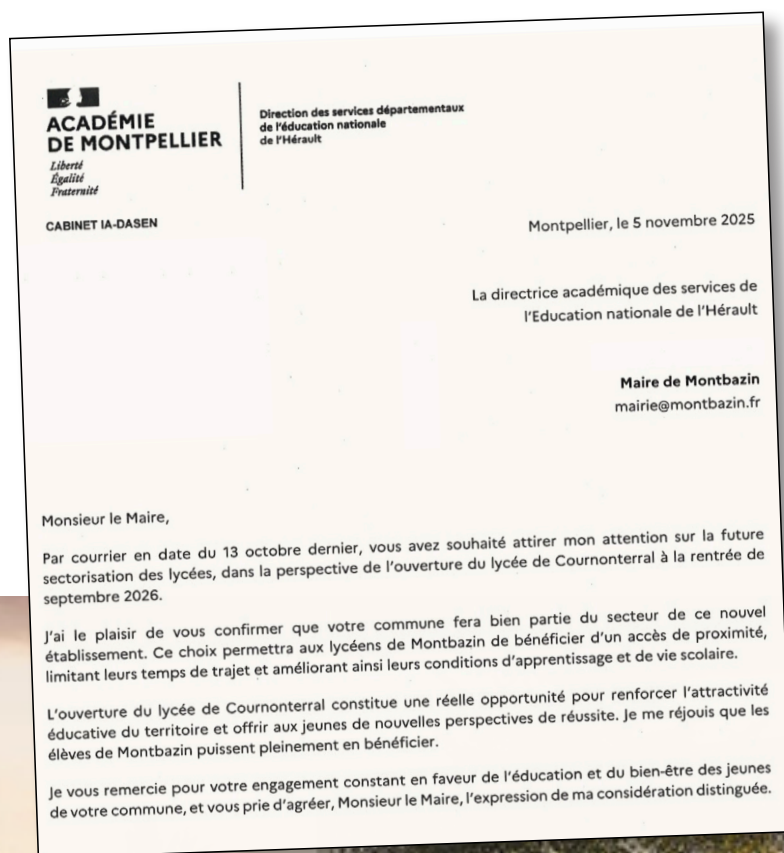 ACADÉMIE
DE MONTPELLIER
Liberté
Égalité
Fraternité
Direction des services départementaux
de l'éducation nationale
de l'Hérault
CABINET IA-DASEN
Montpellier, le 5 novembre 2025
La directrice académique des services de
l'Education nationale de l'Hérault
Maire de Montbazin
mairie@montbazin.fr
Monsieur le Maire,
Par courrier en date du 13 octobre dernier, vous avez souhaité attirer mon attention sur la future
sectorisation des lycées, dans la perspective de l'ouverture du lycée de Cournonterral à la rentrée de
septembre 2026.
J'ai le plaisir de vous confirmer que votre commune fera bien partie du secteur de ce nouvel
établissement. Ce choix permettra aux lycéens de Montbazin de bénéficier d'un accès de proximité,
limitant leurs temps de trajet et améliorant ainsi leurs conditions d'apprentissage et de vie scolaire.
L'ouverture du lycée de Cournonterral constitue une réelle opportunité pour renforcer l'attractivité
éducative du territoire et offrir aux jeunes de nouvelles perspectives de réussite. Je me réjouis que les
élèves de Montbazin puissent pleinement en bénéficier.
Je vous remercie pour votre engagement constant en faveur de l'éducation et du bien-être des jeunes
de votre commune, et vous prie d'agréer, Monsieur le Maire, l'expression de ma considération distinguée.